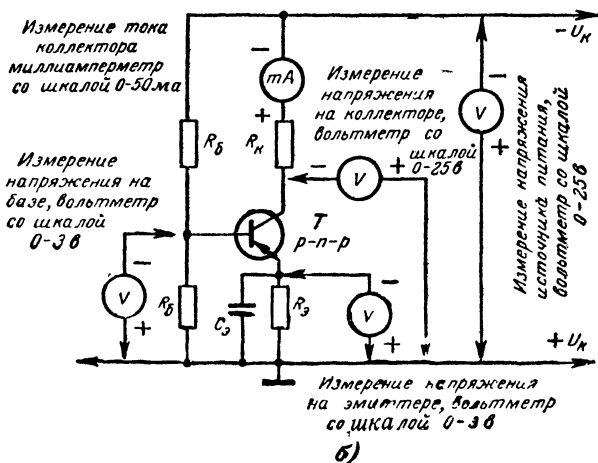 Измерение тока
коллектора
миллиамперметр
со шкалой 0-50ма
- Uк
-
mA
+
Измерение
напряжения
на коллекторе,
вольтметр со
шкалой
0-25в
-
V
+
Измерение напряжения
источника питания,
вольтметр со шкалой
0-25в
Rб
Rк
-
V
+
Измерение
напряжения на
базе, вольтметр
со шкалой
0-3в
T
p-n-p
-
V
+
Rб
Cэ
Rэ
-
V
+
+ Uк
Измерение напряжения
на эмиттере, вольтметр
со шкалой 0-3в
б)